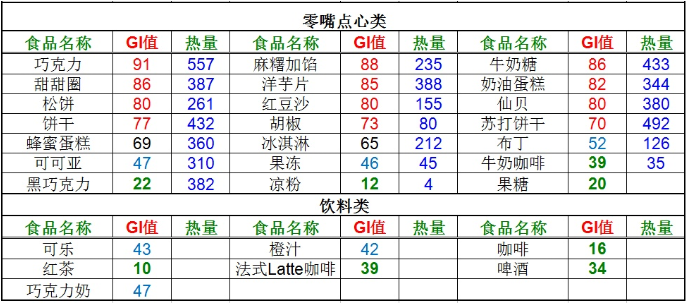 零嘴点心类
食品名称 GI值 热量 食品名称 GI值 热量 食品名称 GI值 热量
巧克力 91 557 麻糬加馅 88 235 牛奶糖 86 433
甜甜圈 86 387 洋芋片 85 388 奶油蛋糕 82 344
松饼 80 261 红豆沙 80 155 仙贝 80 380
饼干 77 432 胡椒 73 80 苏打饼干 70 492
蜂蜜蛋糕 69 360 冰淇淋 65 212 布丁 52 126
可可亚 47 310 果冻 46 45 牛奶咖啡 39 35
黑巧克力 22 382 凉粉 12 4 果糖 20
饮料类
食品名称 GI值 热量 食品名称 GI值 热量 食品名称 GI值 热量
可乐 43 橙汁 42 咖啡 16
红茶 10 法式Latte咖啡 39 啤酒 34
巧克力奶 47